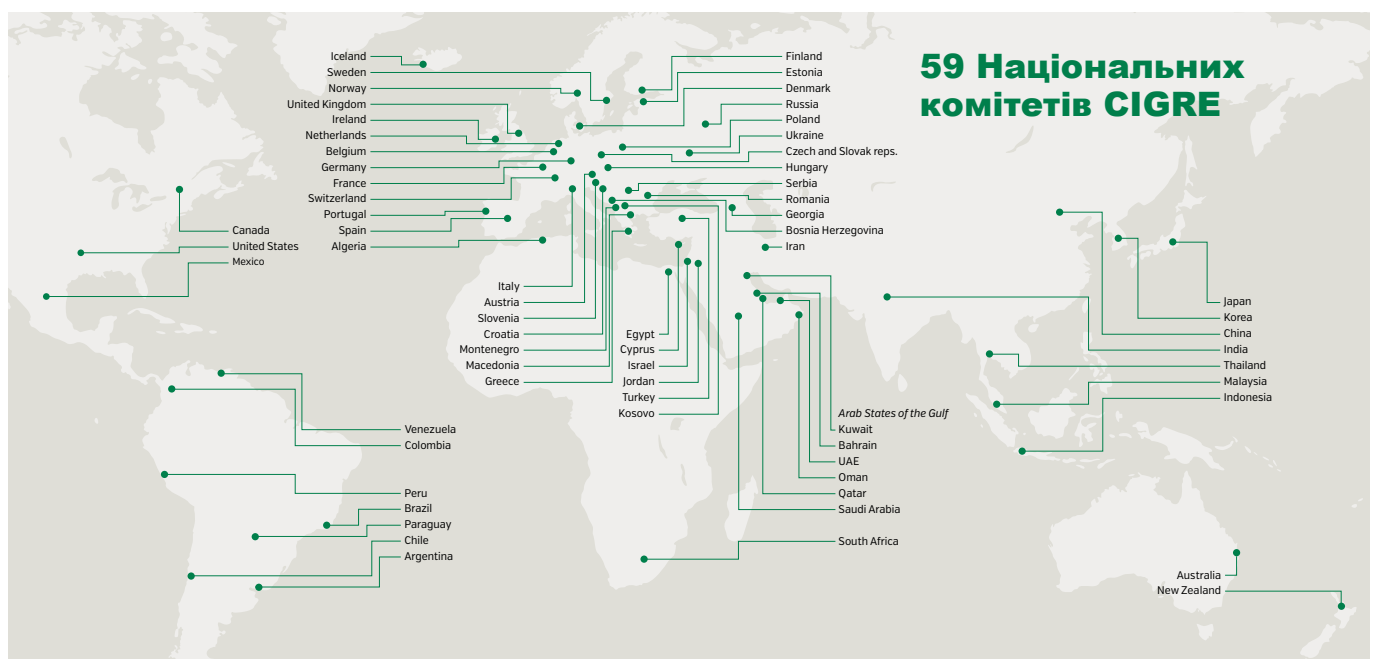 59 Національних
комітетів CIGRE
Iceland
Sweden
Norway
United Kingdom
Ireland
Netherlands
Belgium
Germany
France
Switzerland
Portugal
Spain
Algeria
Finland
Estonia
Denmark
Russia
Poland
Ukraine
Czech and Slovak reps.
Hungary
Serbia
Romania
Georgia
Bosnia Herzegovina
Iran
Canada
United States
Mexico
Italy
Austria
Slovenia
Croatia
Montenegro
Macedonia
Greece
Egypt
Cyprus
Israel
Jordan
Turkey
Kosovo
Japan
Korea
China
India
Thailand
Malaysia
Indonesia
Arab States of the Gulf
Kuwait
Bahrain
UAE
Oman
Qatar
Saudi Arabia
South Africa
Venezuela
Colombia
Peru
Brazil
Paraguay
Chile
Argentina
Australia
New Zealand